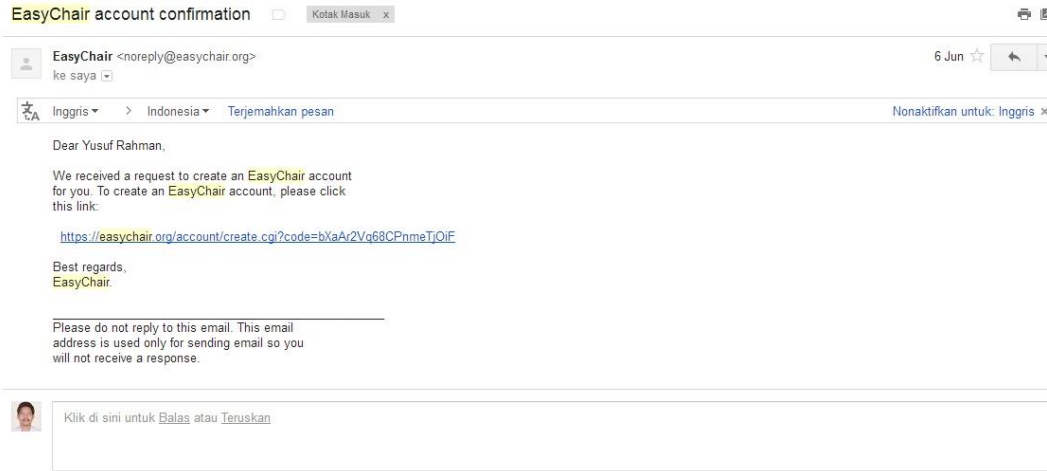 EasyChair account confirmation Kotak Masuk x
EasyChair <noreply@easychair.org> 6 Jun
ke saya
Inggris > Indonesia Terjemahkan pesan Nonaktifkan untuk: Inggris x
Dear Yusuf Rahman,
We received a request to create an EasyChair account
for you. To create an EasyChair account, please click
this link:
https://easychair.org/account/create.cgi?code=bXaAr2Vq68CPnmeTjOiF
Best regards,
EasyChair.
Please do not reply to this email. This email
address is used only for sending email so you
will not receive a response.
Klik di sini untuk Balas atau Teruskan